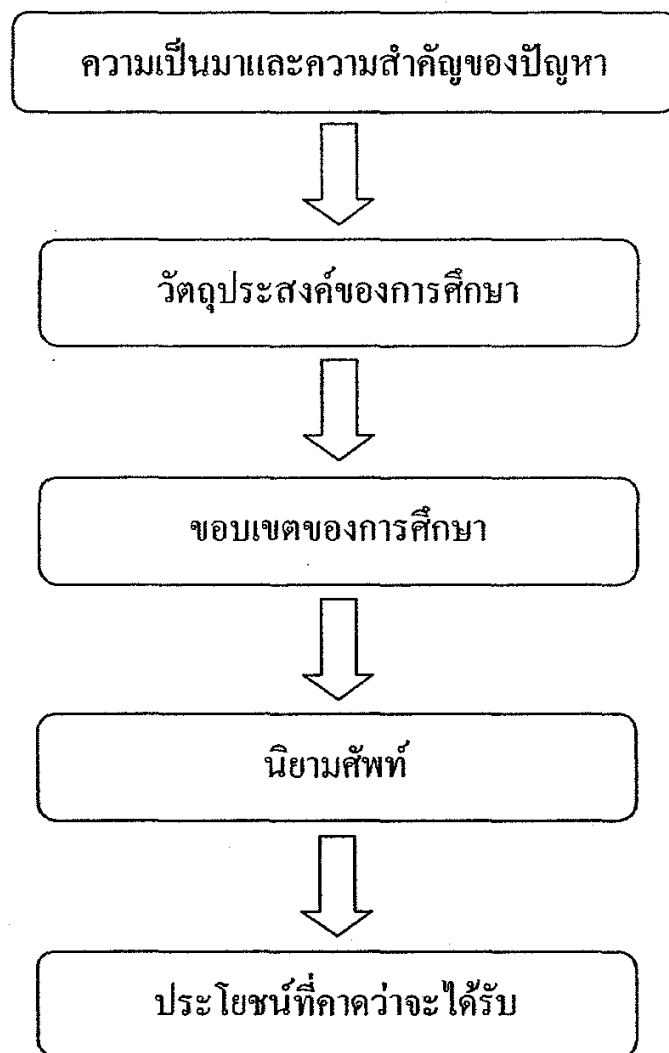 ความเป็นมาและความสำคัญของปัญหา
วัตถุประสงค์ของการศึกษา
ขอบเขตของการศึกษา
นิยามศัพท์
ประโยชน์ที่คาดว่าจะได้รับ